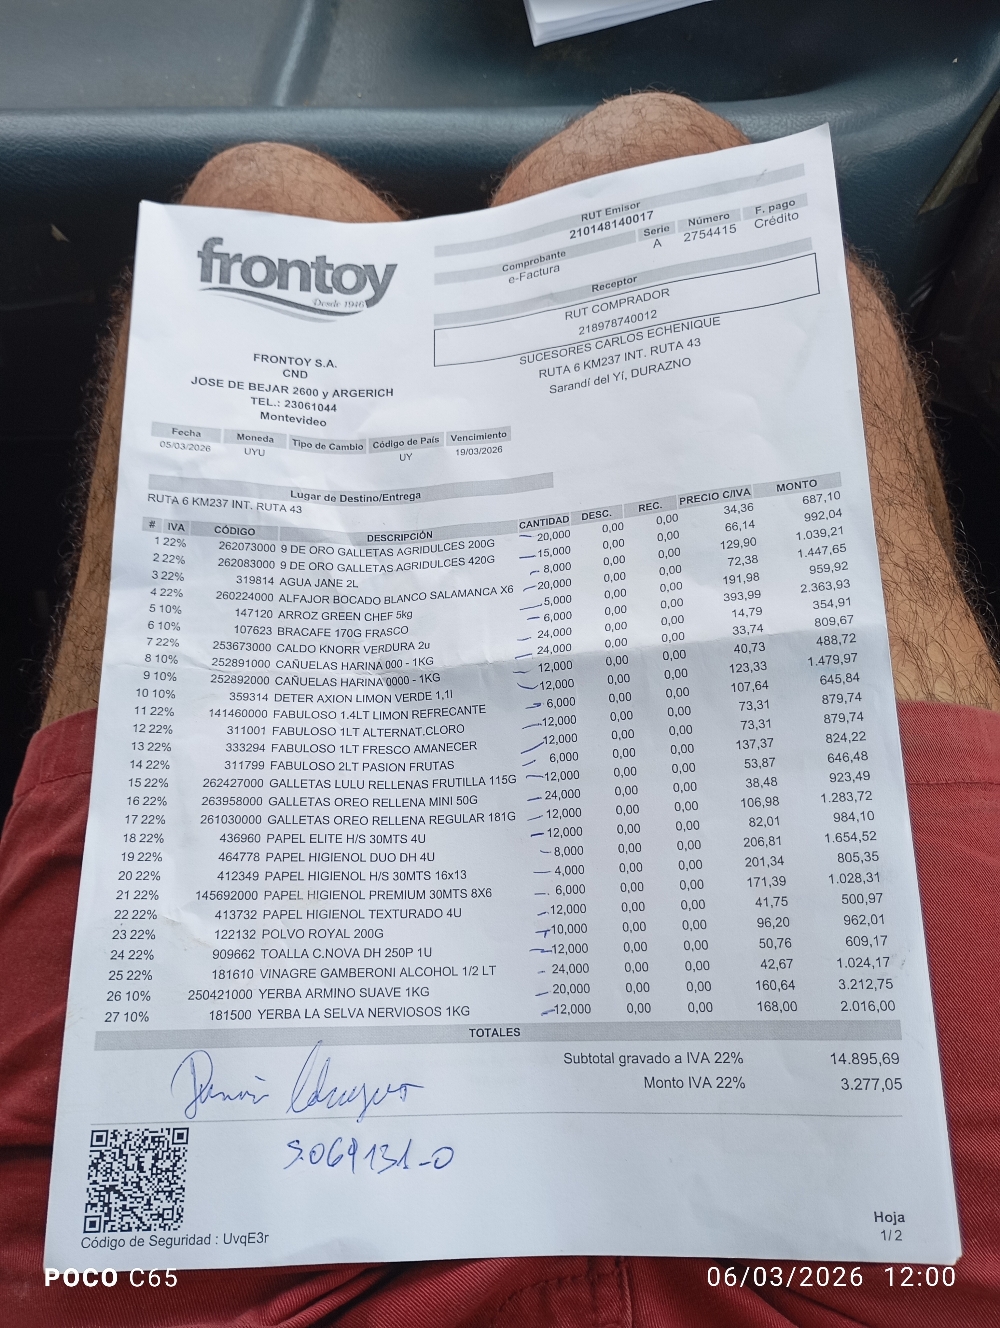 frontoy
Desde 1946
RUT Emisor
210148140017
Comprobante Serie Número F. pago
e-Factura A 2754415 Crédito
Receptor
RUT COMPRADOR
218978740012
SUCESORES CARLOS ECHENIQUE
RUTA 6 KM237 INT. RUTA 43
Sarandí del Yí, DURAZNO
FRONTOY S.A.
CND
JOSE DE BEJAR 2600 y ARGERICH
TEL.: 23061044
Montevideo
Fecha Moneda Tipo de Cambio Código de País Vencimiento
05/03/2026 UYU UY 19/03/2026
Lugar de Destino/Entrega
RUTA 6 KM237 INT. RUTA 43
# IVA CÓDIGO DESCRIPCIÓN CANTIDAD DESC. REC. PRECIO C/IVA MONTO
1 22% 262073000 9 DE ORO GALLETAS AGRIDULCES 200G 20,000 0,00 0,00 34,36 687,10
2 22% 262083000 9 DE ORO GALLETAS AGRIDULCES 420G 15,000 0,00 0,00 66,14 992,04
3 22% 319814 AGUA JANE 2L 8,000 0,00 0,00 129,90 1.039,21
4 22% 260224000 ALFAJOR BOCADO BLANCO SALAMANCA X6 20,000 0,00 0,00 72,38 1.447,65
5 10% 147120 ARROZ GREEN CHEF 5kg 5,000 0,00 0,00 191,98 959,92
6 10% 107623 BRACAFE 170G FRASCO 6,000 0,00 0,00 393,99 2.363,93
7 22% 253673000 CALDO KNORR VERDURA 2u 24,000 0,00 0,00 14,79 354,91
8 10% 252891000 CAÑUELAS HARINA 000 - 1KG 24,000 0,00 0,00 33,74 809,67
9 10% 252892000 CAÑUELAS HARINA 0000 - 1KG 12,000 0,00 0,00 40,73 488,72
10 10% 359314 DETER AXION LIMON VERDE 1,1l 12,000 0,00 0,00 123,33 1.479,97
11 22% 141460000 FABULOSO 1.4LT LIMON REFRECANTE 6,000 0,00 0,00 107,64 645,84
12 22% 311001 FABULOSO 1LT ALTERNAT.CLORO 12,000 0,00 0,00 73,31 879,74
13 22% 333294 FABULOSO 1LT FRESCO AMANECER 12,000 0,00 0,00 73,31 879,74
14 22% 311799 FABULOSO 2LT PASION FRUTAS 6,000 0,00 0,00 137,37 824,22
15 22% 262427000 GALLETAS LULU RELLENAS FRUTILLA 115G 12,000 0,00 0,00 53,87 646,48
16 22% 263958000 GALLETAS OREO RELLENA MINI 50G 24,000 0,00 0,00 38,48 923,49
17 22% 261030000 GALLETAS OREO RELLENA REGULAR 181G 12,000 0,00 0,00 106,98 1.283,72
18 22% 436960 PAPEL ELITE H/S 30MTS 4U 12,000 0,00 0,00 82,01 984,10
19 22% 464778 PAPEL HIGIENOL DUO DH 4U 8,000 0,00 0,00 206,81 1.654,52
20 22% 412349 PAPEL HIGIENOL H/S 30MTS 16x13 4,000 0,00 0,00 201,34 805,35
21 22% 145692000 PAPEL HIGIENOL PREMIUM 30MTS 8X6 6,000 0,00 0,00 171,39 1.028,31
22 22% 413732 PAPEL HIGIENOL TEXTURADO 4U 12,000 0,00 0,00 41,75 500,97
23 22% 122132 POLVO ROYAL 200G 10,000 0,00 0,00 96,20 962,01
24 22% 909662 TOALLA C.NOVA DH 250P 1U 12,000 0,00 0,00 50,76 609,17
25 22% 181610 VINAGRE GAMBERONI ALCOHOL 1/2 LT 24,000 0,00 0,00 42,67 1.024,17
26 10% 250421000 YERBA ARMINO SUAVE 1KG 20,000 0,00 0,00 160,64 3.212,75
27 10% 181500 YERBA LA SELVA NERVIOSOS 1KG 12,000 0,00 0,00 168,00 2.016,00
TOTALES
Subtotal gravado a IVA 22% 14.895,69
Monto IVA 22% 3.277,05
5.069131-0
Código de Seguridad : UvqE3r
Hoja
1/2
POCO C65
06/03/2026 12:00